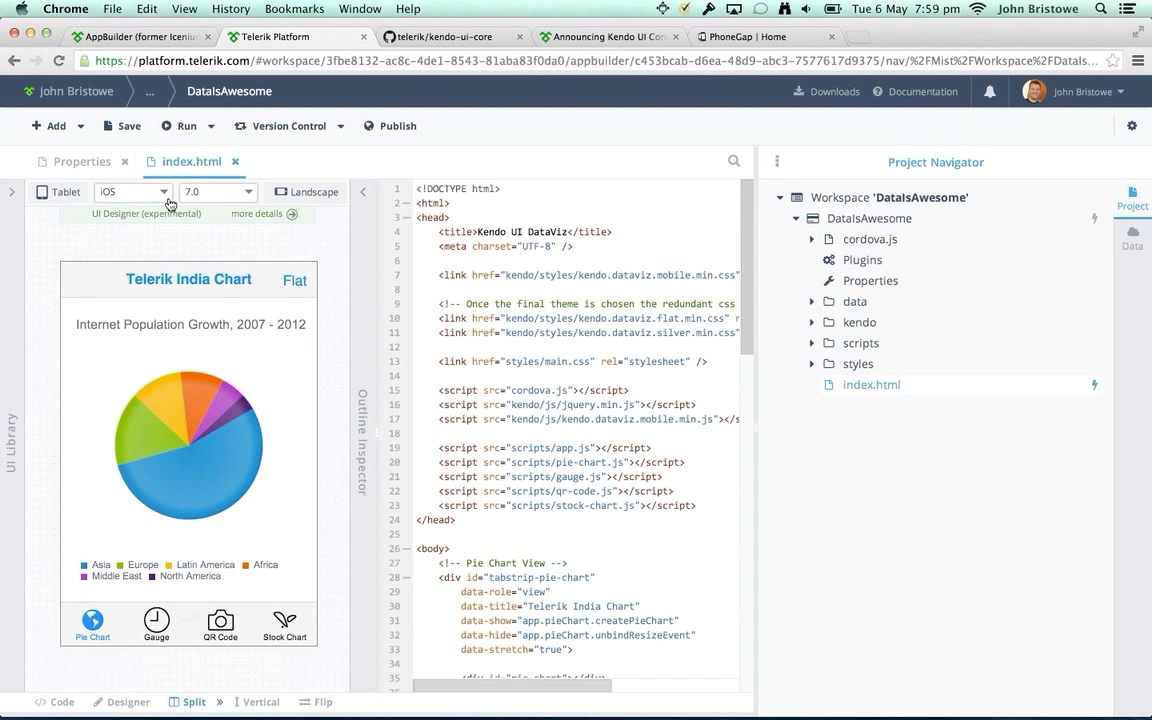 Chrome File Edit View History Bookmarks Window Help Tue 6 May 7:59 pm John Bristowe
AppBuilder (former Icenium Telerik Platform telerik/kendo-ui-core Announcing Kendo UI Co PhoneGap | Home
https://platform.telerik.com/#workspace/3fbe8132-ac8c-4de1-8543-81aba83f0da0/appbuilder/c453bcab-d6ea-48d9-abc3-7577617d9375/nav/%2FMist%2FWorkspace%2FDataIs...
John Bristowe ... DataIsAwesome Downloads Documentation John Bristowe
Add Save Run Version Control Publish
Properties index.html Project Navigator
Tablet iOS 7.0 Landscape
UI Designer (experimental) more details
Telerik India Chart Flat
Internet Population Growth, 2007 - 2012
Asia Europe Latin America Africa
Middle East North America
Pie Chart Gauge QR Code Stock Chart
UI Library
Outline Inspector
1 <!DOCTYPE html>
2 <html>
3 <head>
4 <title>Kendo UI DataViz</title>
5 <meta charset="UTF-8" />
6
7 <link href="kendo/styles/kendo.dataviz.mobile.min.css"
8
9 <!-- Once the final theme is chosen the redundant css
10 <link href="kendo/styles/kendo.dataviz.flat.min.css" r
11 <link href="kendo/styles/kendo.dataviz.silver.min.css"
12
13 <link href="styles/main.css" rel="stylesheet" />
14
15 <script src="cordova.js"></script>
16 <script src="kendo/js/jquery.min.js"></script>
17 <script src="kendo/js/kendo.dataviz.mobile.min.js"></s
18
19 <script src="scripts/app.js"></script>
20 <script src="scripts/pie-chart.js"></script>
21 <script src="scripts/gauge.js"></script>
22 <script src="scripts/qr-code.js"></script>
23 <script src="scripts/stock-chart.js"></script>
24 </head>
25
26 <body>
27 <!-- Pie Chart View -->
28 <div id="tabstrip-pie-chart"
29 data-role="view"
30 data-title="Telerik India Chart"
31 data-show="app.pieChart.createPieChart"
32 data-hide="app.pieChart.unbindResizeEvent"
33 data-stretch="true">
34
35 <div id="pie-chart"></div>
Workspace 'DataIsAwesome'
DataIsAwesome
cordova.js
Plugins
Properties
data
kendo
scripts
styles
index.html
Project
Data
Code Designer Split » Vertical Flip